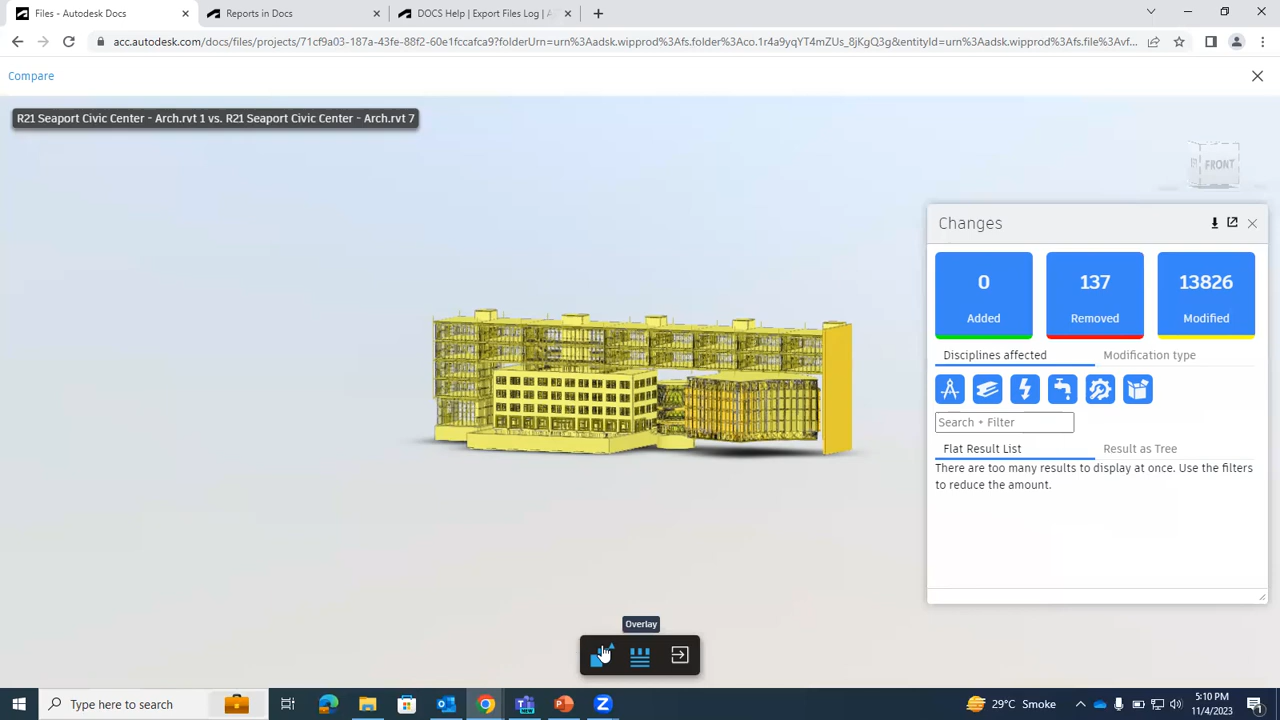 Files - Autodesk Docs
Reports in Docs
DOCS Help | Export Files Log | A
acc.autodesk.com/docs/files/projects/71cf9a03-187a-43fe-88f2-60e1fccafca9?folderUrn=urn%3Aadsk.wipprod%3Afs.folder%3Aco.1r4a9yqYT4mZUs_8jKgQ3g&entityId=urn%3Aadsk.wipprod%3Afs.file%3Avf...
Compare
R21 Seaport Civic Center - Arch.rvt 1 vs. R21 Seaport Civic Center - Arch.rvt 7
FRONT
Changes
0
Added
137
Removed
13826
Modified
Disciplines affected
Modification type
Search + Filter
Flat Result List
Result as Tree
There are too many results to display at once. Use the filters
to reduce the amount.
Overlay
Type here to search
29°C Smoke
5:10 PM
11/4/2023